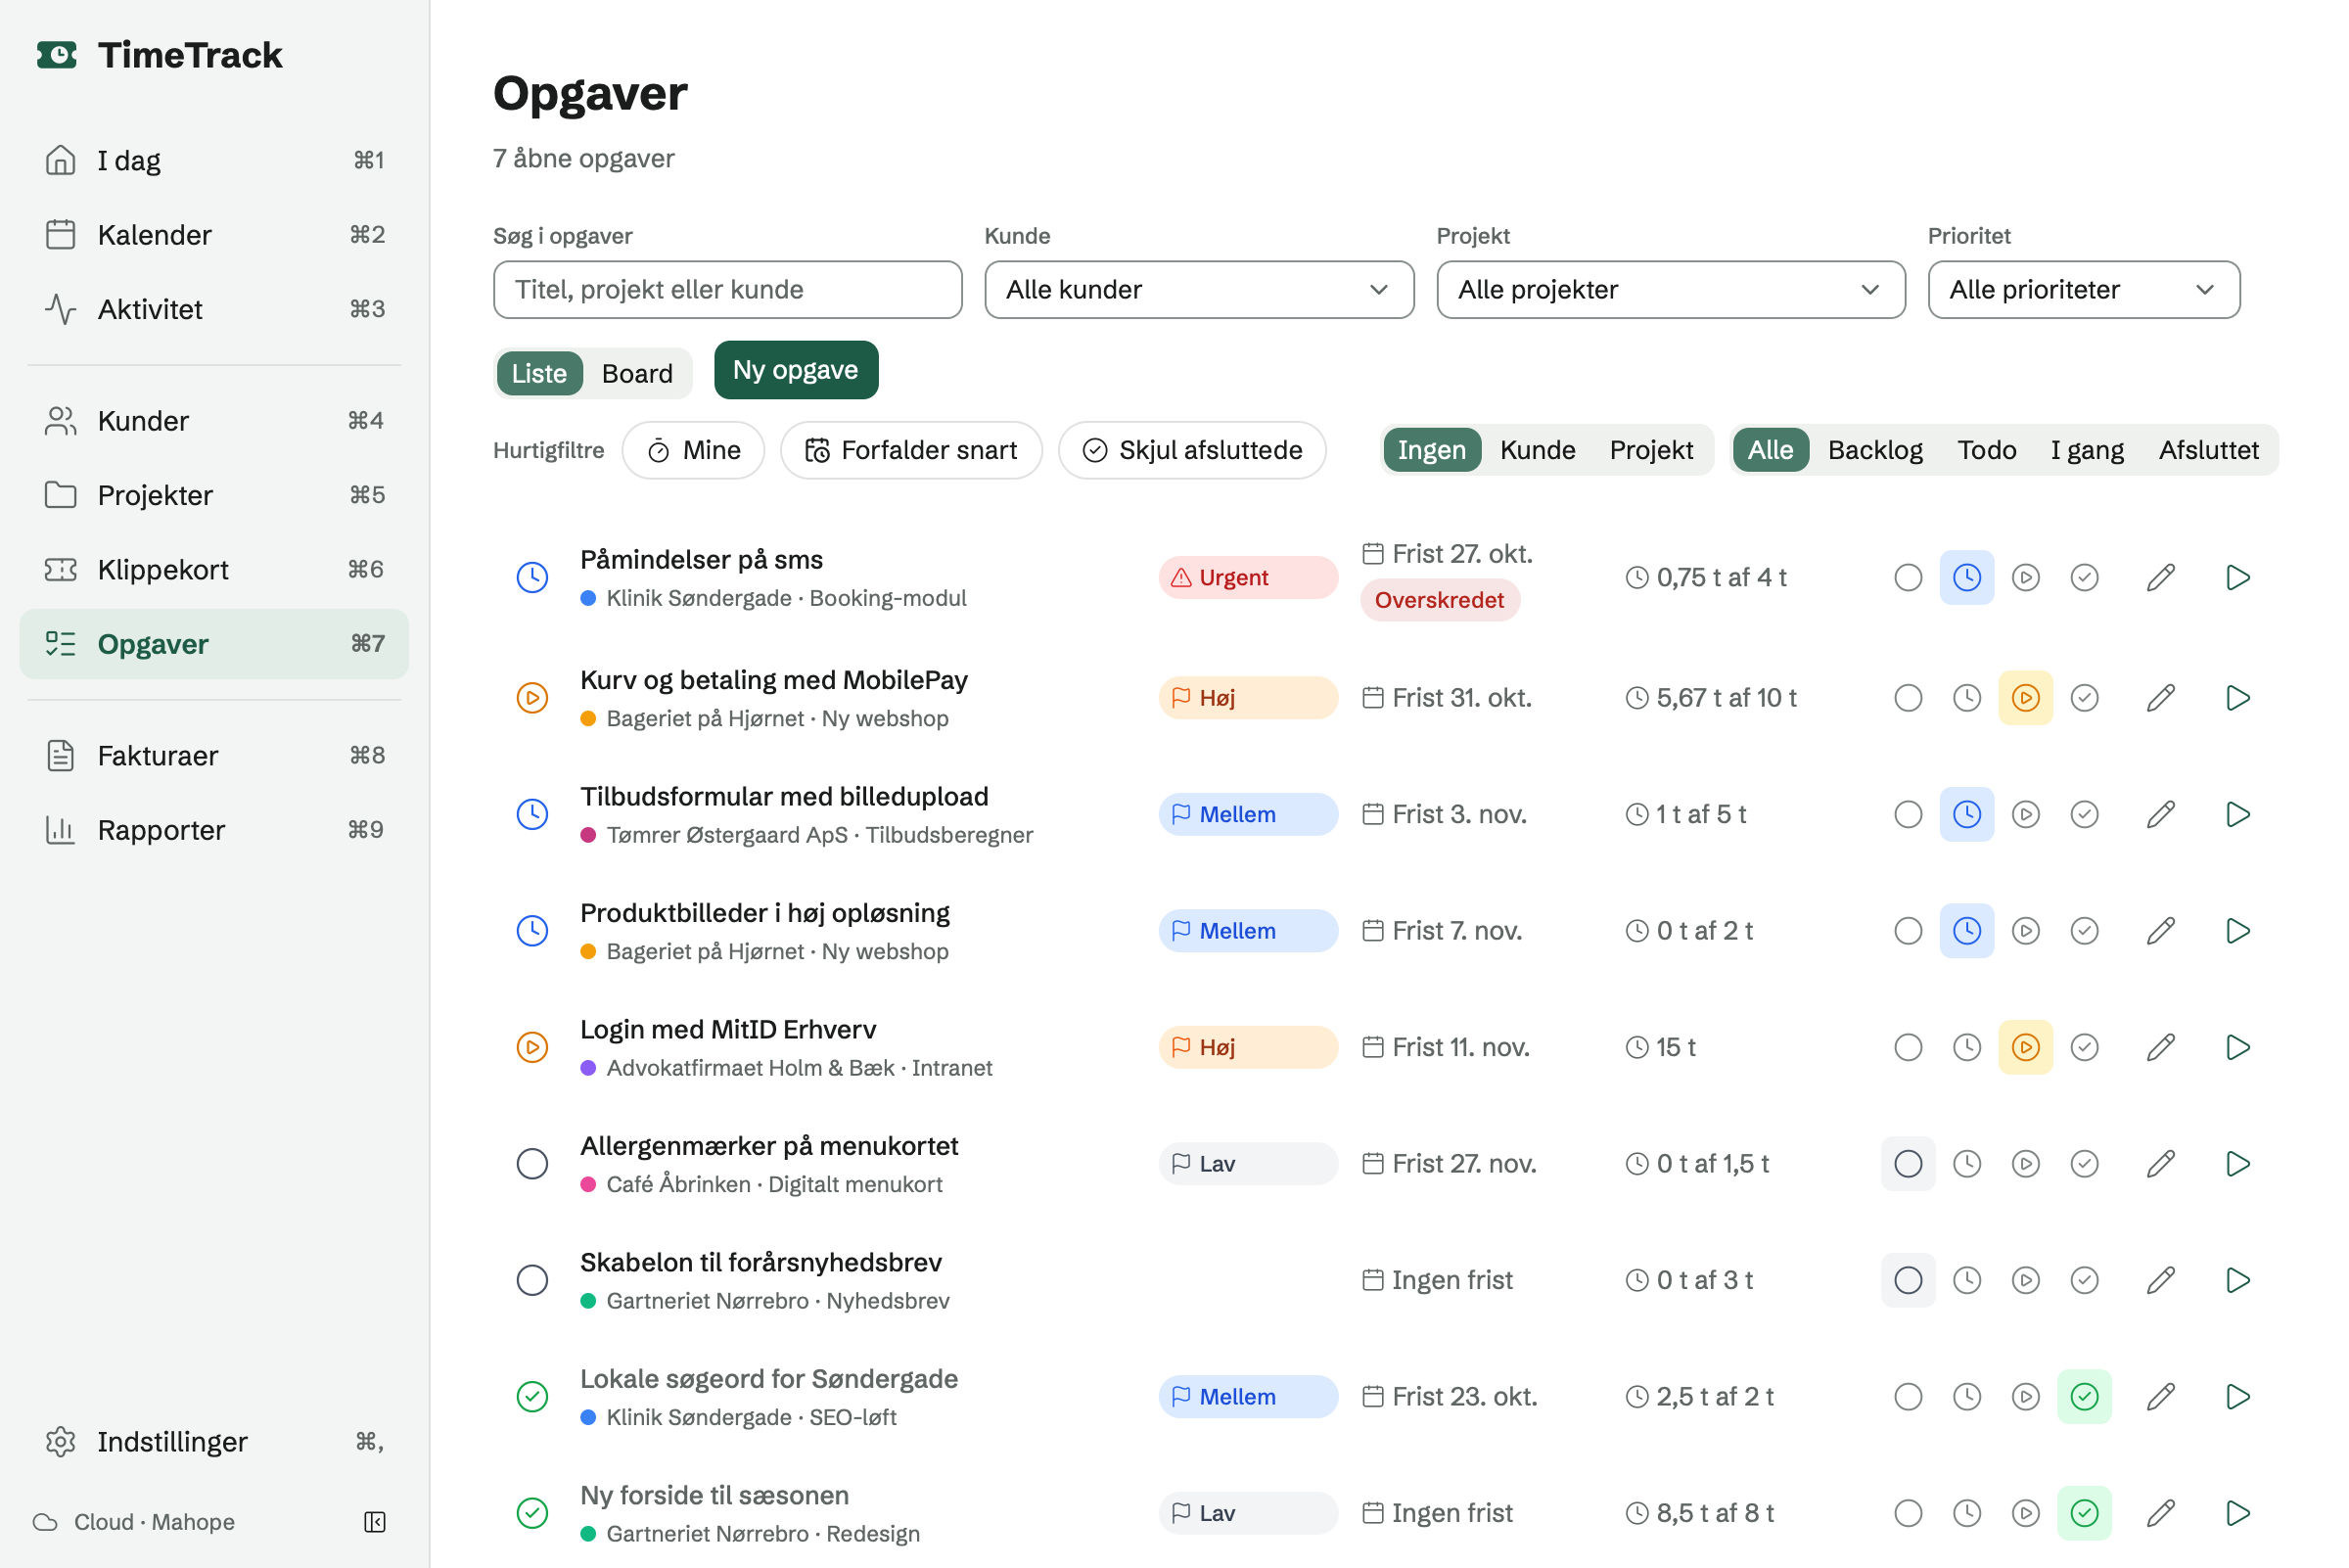 TimeTrack
I dag ⌘1
Kalender ⌘2
Aktivitet ⌘3
Kunder ⌘4
Projekter ⌘5
Klippekort ⌘6
Opgaver ⌘7
Fakturaer ⌘8
Rapporter ⌘9
Indstillinger ⌘,
Cloud · Mahope
Opgaver
7 åbne opgaver
Søg i opgaver Kunde Projekt Prioritet
Titel, projekt eller kunde Alle kunder Alle projekter Alle prioriteter
Liste Board Ny opgave
Hurtigfiltre Mine Forfalder snart Skjul afsluttede Ingen Kunde Projekt Alle Backlog Todo I gang Afsluttet
Påmindelser på sms
Klinik Søndergade · Booking-modul
Urgent
Frist 27. okt.
Overskredet
0,75 t af 4 t
Kurv og betaling med MobilePay
Bageriet på Hjørnet · Ny webshop
Høj
Frist 31. okt.
5,67 t af 10 t
Tilbudsformular med billedupload
Tømrer Østergaard ApS · Tilbudsberegner
Mellem
Frist 3. nov.
1 t af 5 t
Produktbilleder i høj opløsning
Bageriet på Hjørnet · Ny webshop
Mellem
Frist 7. nov.
0 t af 2 t
Login med MitID Erhverv
Advokatfirmaet Holm & Bæk · Intranet
Høj
Frist 11. nov.
15 t
Allergenmærker på menukortet
Café Åbrinken · Digitalt menukort
Lav
Frist 27. nov.
0 t af 1,5 t
Skabelon til forårsnyhedsbrev
Gartneriet Nørrebro · Nyhedsbrev
Ingen frist
0 t af 3 t
Lokale søgeord for Søndergade
Klinik Søndergade · SEO-løft
Mellem
Frist 23. okt.
2,5 t af 2 t
Ny forside til sæsonen
Gartneriet Nørrebro · Redesign
Lav
Ingen frist
8,5 t af 8 t